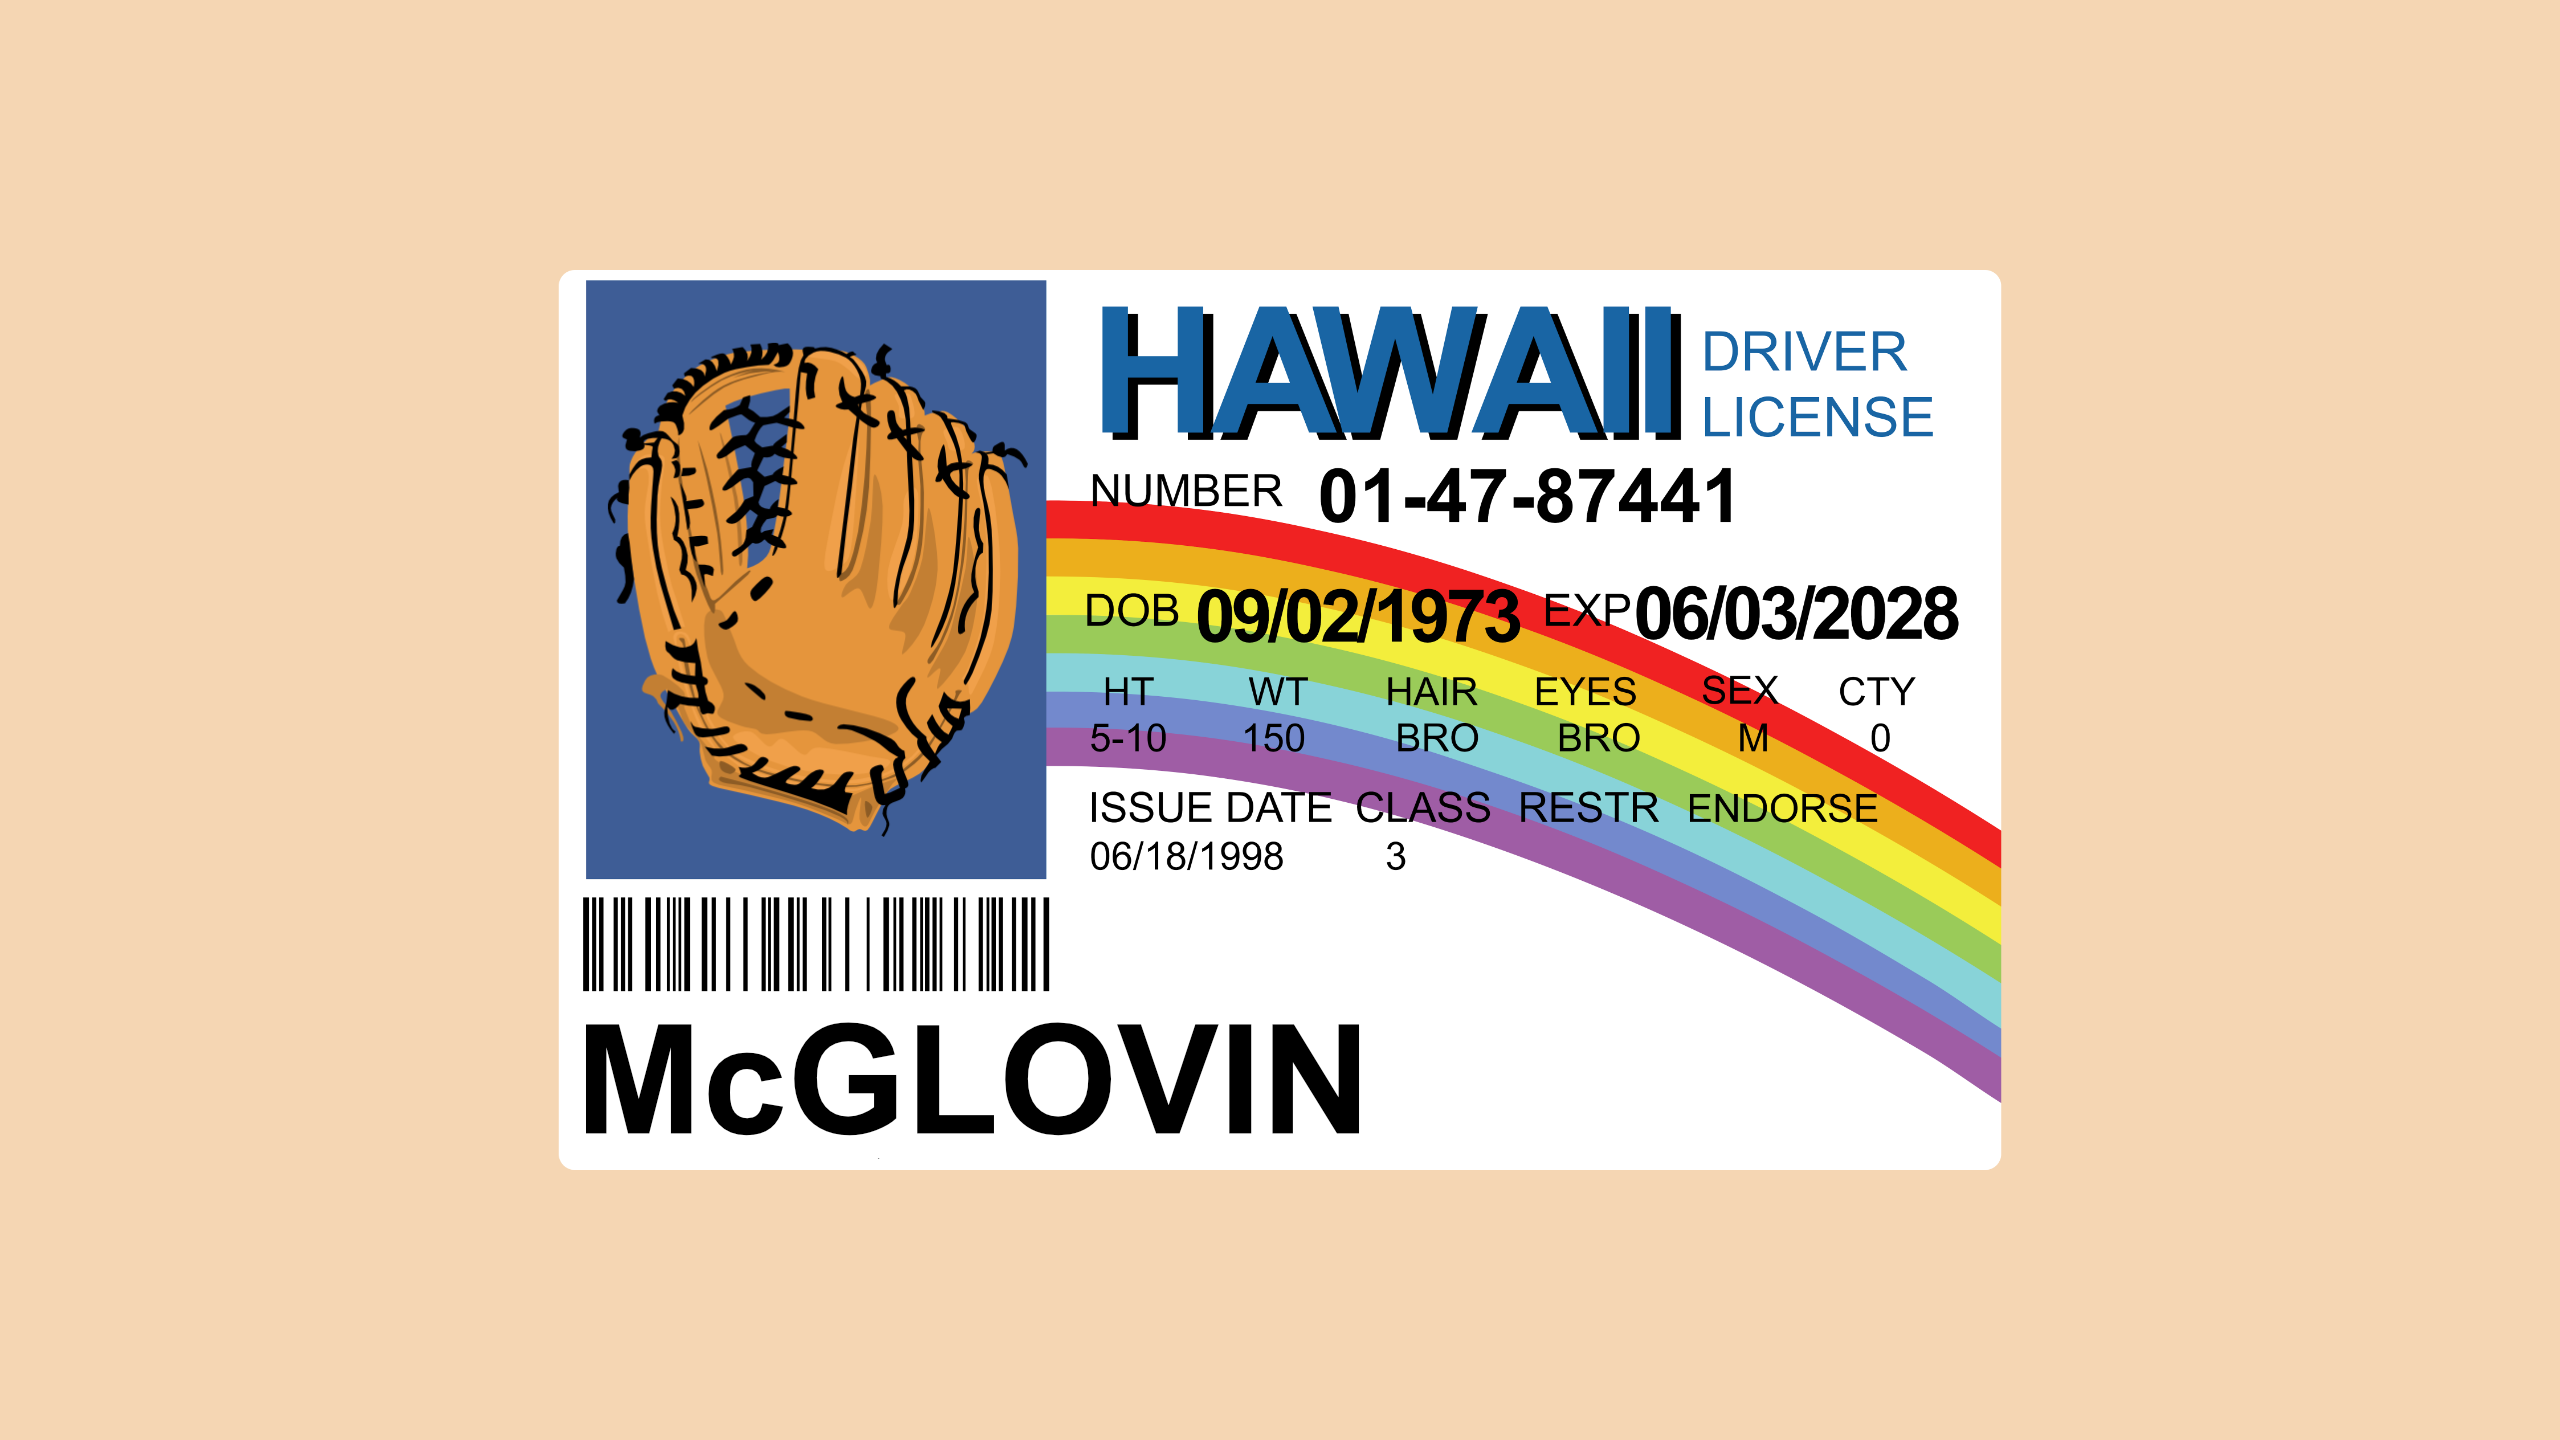 HAWAII DRIVER LICENSE
NUMBER 01-47-87441
DOB 09/02/1973 EXP 06/03/2028
HT WT HAIR EYES SEX CTY
5-10 150 BRO BRO M 0
ISSUE DATE CLASS RESTR ENDORSE
06/18/1998 3
McGLOVIN